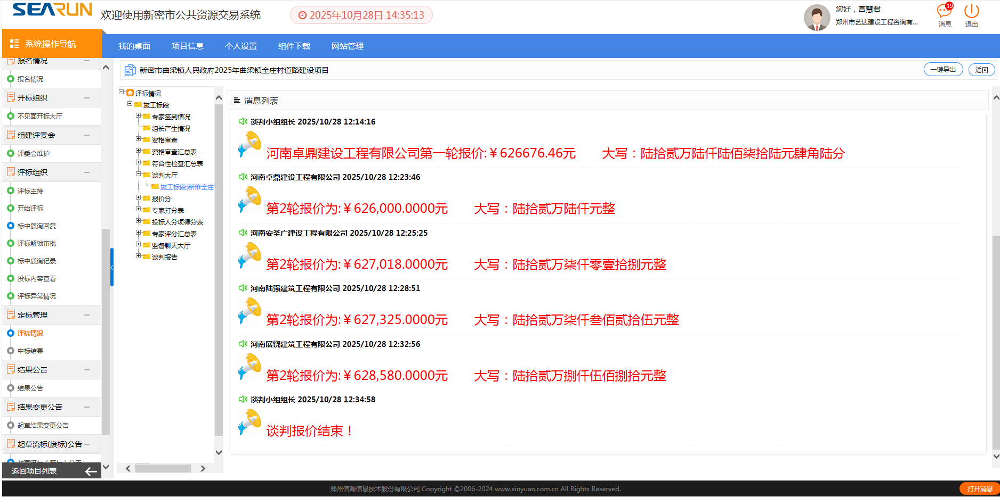 SEARUN
欢迎使用新密市公共资源交易系统
2025年10月28日 14:35:13
您好，宫慧君
郑州市艺达建设工程咨询有...
19
消息
退出
系统操作导航
我的桌面
项目信息
个人设置
组件下载
网站管理
报名情况
报名情况
开标组织
不见面开标大厅
组建评委会
评委会维护
评标组织
评标主持
开始评标
标中质询回复
评标解锁审批
标中质询记录
投标内容查看
评标异常情况
定标管理
评标情况
中标结果
结果公告
结果公告
结果变更公告
起草结果变更公告
起草流标(废标)公告
起草流标（废标）公告
返回项目列表
新密市曲梁镇人民政府2025年曲梁镇全庄村道路建设项目
一键导出
返回
评标情况
施工标段
专家签到情况
组长产生情况
资格审查
资格审查汇总表
符合性检查汇总表
谈判大厅
施工标段[新修全庄
报价分
专家打分表
投标人分项得分表
专家评分汇总表
监督聊天大厅
谈判报告
消息列表
谈判小组组长 2025/10/28 12:14:16
河南卓鼎建设工程有限公司第一轮报价:￥626676.46元 大写：陆拾贰万陆仟陆佰柒拾陆元肆角陆分
河南卓鼎建设工程有限公司 2025/10/28 12:23:46
第2轮报价为:￥626,000.0000元 大写：陆拾贰万陆仟元整
河南安圣广建设工程有限公司 2025/10/28 12:25:25
第2轮报价为:￥627,018.0000元 大写：陆拾贰万柒仟零壹拾捌元整
河南陆强建筑工程有限公司 2025/10/28 12:28:51
第2轮报价为:￥627,325.0000元 大写：陆拾贰万柒仟叁佰贰拾伍元整
河南展饶建筑工程有限公司 2025/10/28 12:32:56
第2轮报价为:￥628,580.0000元 大写：陆拾贰万捌仟伍佰捌拾元整
谈判小组组长 2025/10/28 12:34:58
谈判报价结束！
郑州信源信息技术股份有限公司 Copyright ©2006-2024 www.xinyuan.com.cn All Rights Reserved.
打开消息